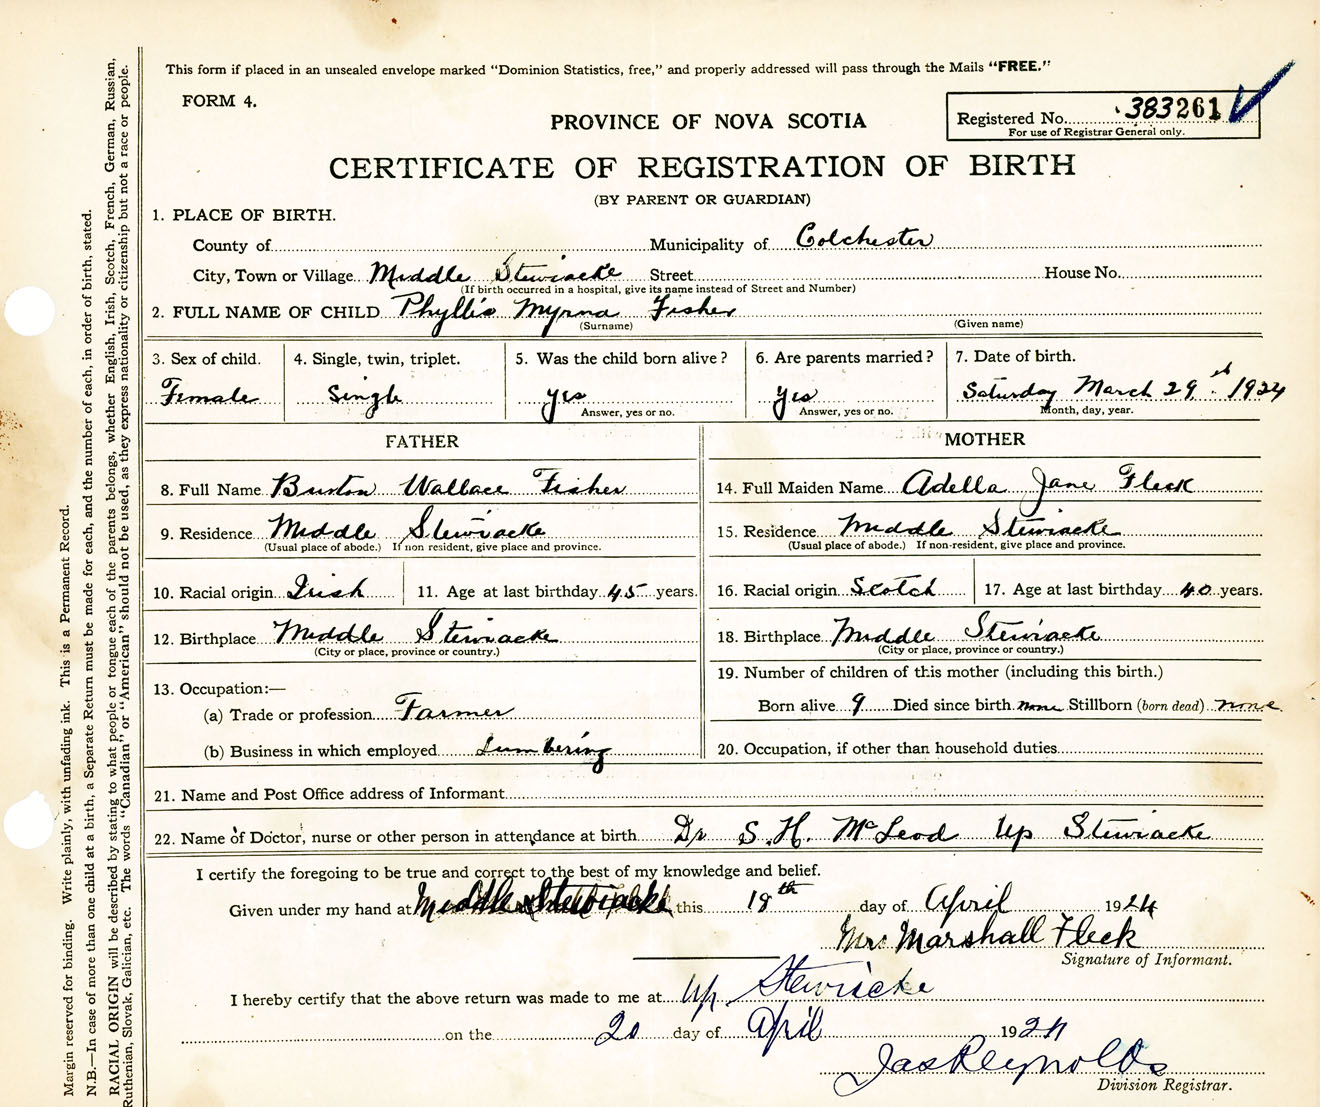 This form if placed in an unsealed envelope marked “Dominion Statistics, free,” and properly addressed will pass through the Mails “FREE.”
FORM 4.
Registered No. 383261
For use of Registrar General only.
PROVINCE OF NOVA SCOTIA
CERTIFICATE OF REGISTRATION OF BIRTH
(BY PARENT OR GUARDIAN)
1. PLACE OF BIRTH.
County of Municipality of Colchester
City, Town or Village Middle Stewiacke Street House No.
(If birth occurred in a hospital, give its name instead of Street and Number)
2. FULL NAME OF CHILD Phyllis Myrna Fisher
(Surname) (Given name)
3. Sex of child. 4. Single, twin, triplet. 5. Was the child born alive? 6. Are parents married? 7. Date of birth.
Female Single yes yes Saturday March 29th 1924
Answer, yes or no. Answer, yes or no. Month, day, year.
FATHER MOTHER
8. Full Name Burton Wallace Fisher 14. Full Maiden Name Adella Jane Fleck
9. Residence Middle Stewiacke 15. Residence Middle Stewiacke
(Usual place of abode.) If non resident, give place and province. (Usual place of abode.) If non-resident, give place and province.
10. Racial origin Irish 11. Age at last birthday 45 years. 16. Racial origin Scotch 17. Age at last birthday 40 years.
12. Birthplace Middle Stewiacke 18. Birthplace Middle Stewiacke
(City or place, province or country.) (City or place, province or country.)
19. Number of children of this mother (including this birth.)
13. Occupation:—
(a) Trade or profession Farmer Born alive 9 Died since birth none Stillborn (born dead) none
(b) Business in which employed Lumbering 20. Occupation, if other than household duties
21. Name and Post Office address of Informant
22. Name of Doctor, nurse or other person in attendance at birth Dr S. H. McLeod Up Stewiacke
I certify the foregoing to be true and correct to the best of my knowledge and belief.
Given under my hand at Middle Stewiacke this 18th day of April 1924
Mrs Marshall Fleck
Signature of Informant.
I hereby certify that the above return was made to me at Up Stewiacke
on the 20 day of April 1924
Jas Reynolds
Division Registrar.
Margin reserved for binding. Write plainly, with unfading ink. This is a Permanent Record.
N.B.—In case of more than one child at a birth, a Separate Return must be made for each, and the number of each, in order of birth, stated.
RACIAL ORIGIN will be described by stating to what people or tongue each of the parents belongs, whether English, Irish, Scotch, French, German, Russian,
Ruthenian, Slovak, Galician, etc. The words “Canadian” or “American” should not be used, as they express nationality or citizenship but not a race or people.